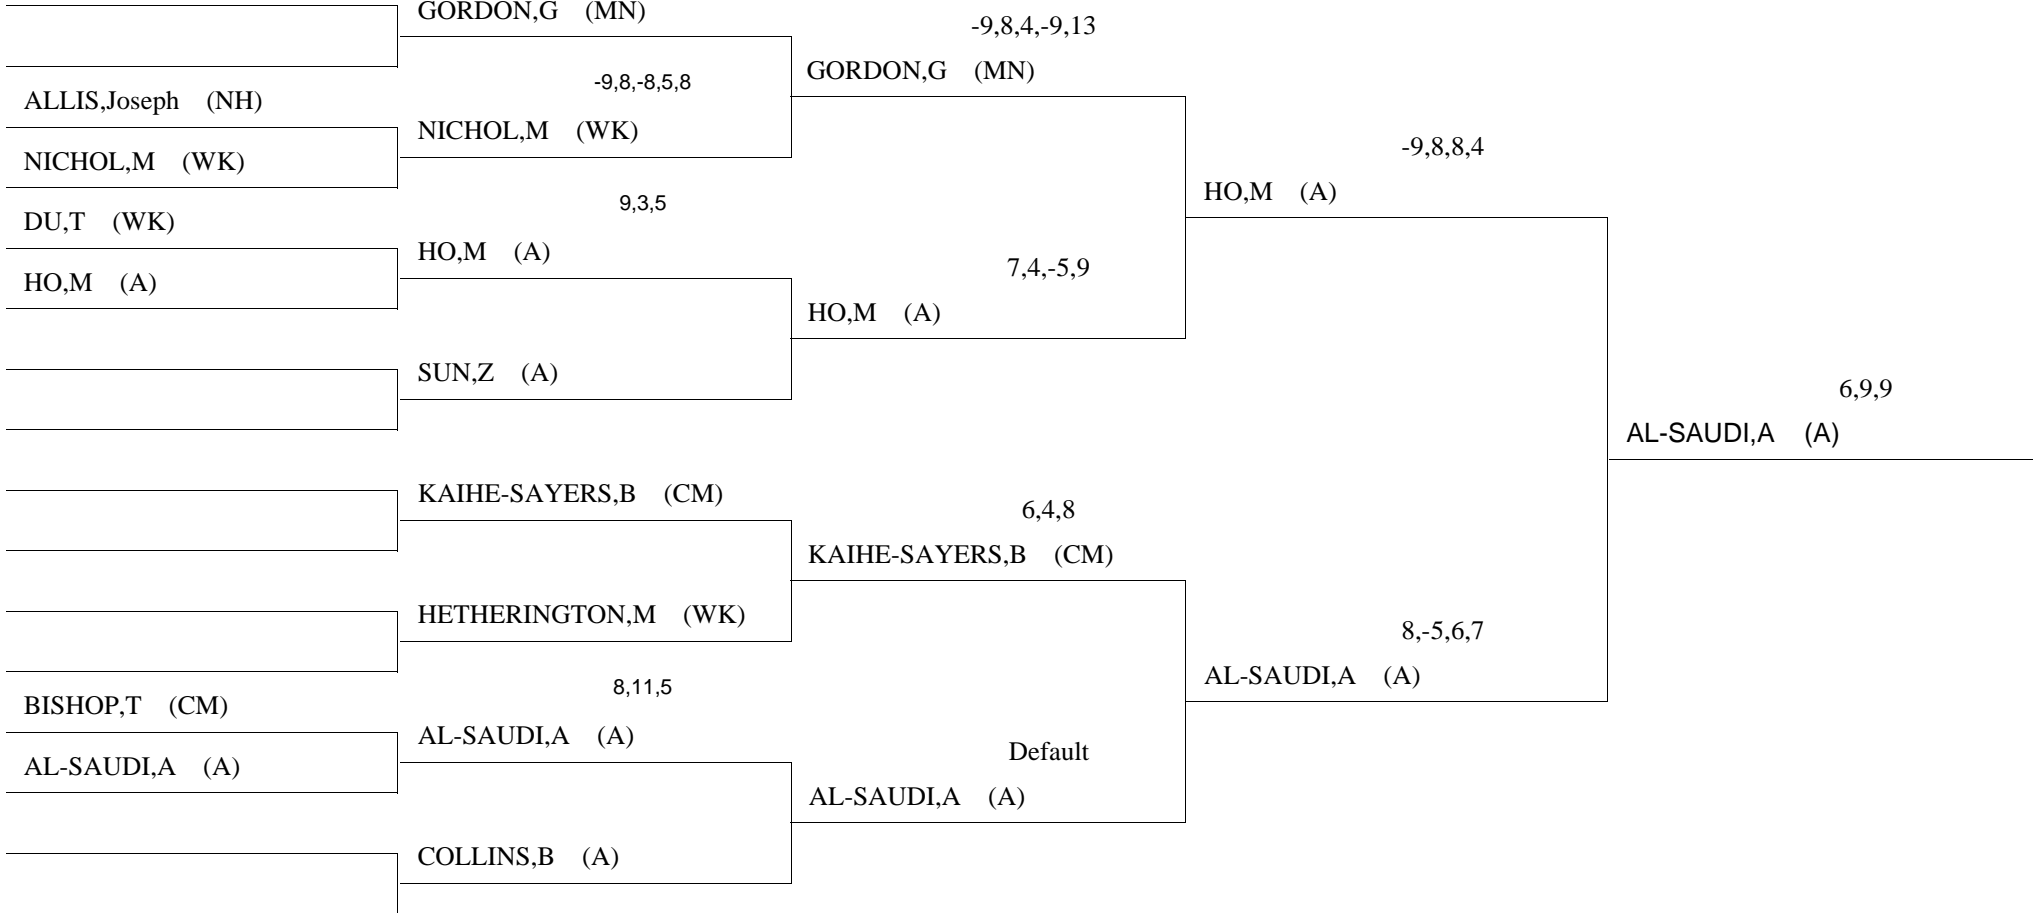 GORDON,G (MN)
-9,8,4,-9,13
GORDON,G (MN)
-9,8,-8,5,8
ALLIS,Joseph (NH)
NICHOL,M (WK)
-9,8,8,4
NICHOL,M (WK)
HO,M (A)
9,3,5
DU,T (WK)
HO,M (A)
7,4,-5,9
HO,M (A)
HO,M (A)
SUN,Z (A)
6,9,9
AL-SAUDI,A (A)
KAIHE-SAYERS,B (CM)
6,4,8
KAIHE-SAYERS,B (CM)
HETHERINGTON,M (WK)
8,-5,6,7
AL-SAUDI,A (A)
8,11,5
BISHOP,T (CM)
AL-SAUDI,A (A)
Default
AL-SAUDI,A (A)
AL-SAUDI,A (A)
COLLINS,B (A)